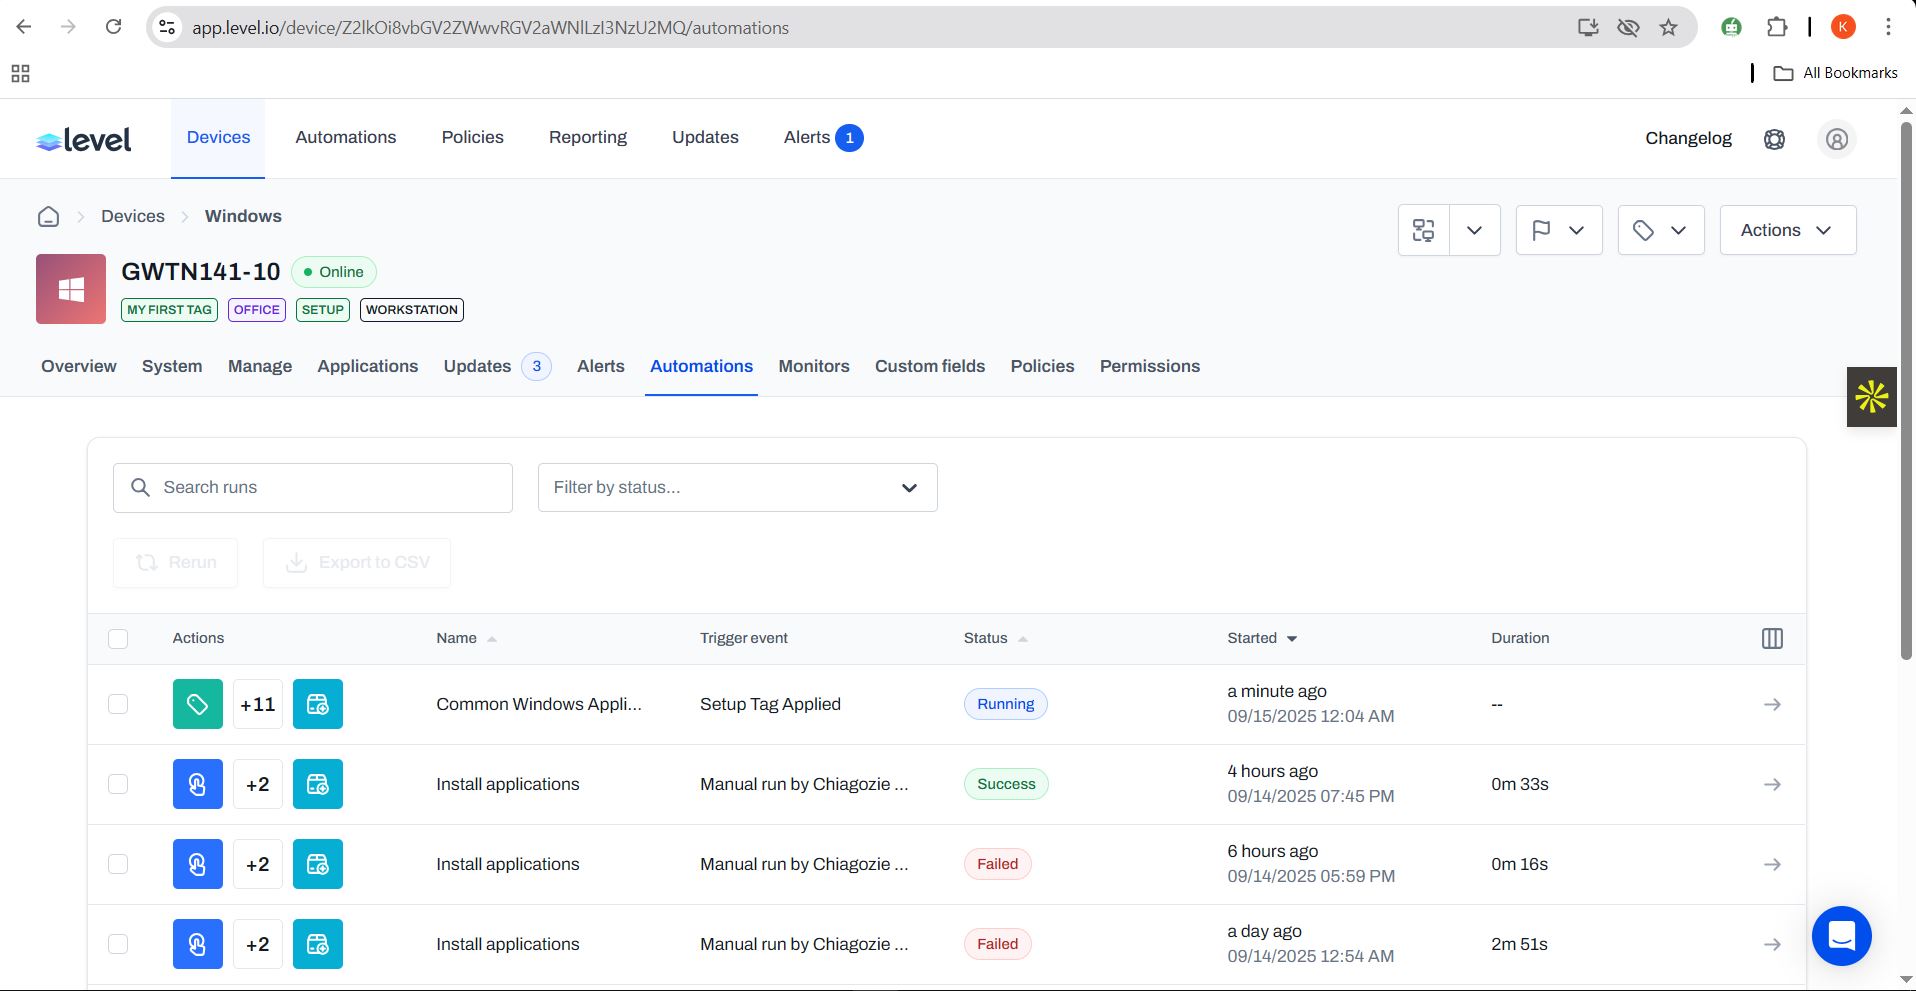 app.level.io/device/Z2lkOi8vbGV2ZWwvRGV2aWNlLzI3NzU2MQ/automations
K
All Bookmarks
level
Devices
Automations
Policies
Reporting
Updates
Alerts 1
Changelog
Devices
Windows
Actions
GWTN141-10
Online
MY FIRST TAG
OFFICE
SETUP
WORKSTATION
Overview
System
Manage
Applications
Updates 3
Alerts
Automations
Monitors
Custom fields
Policies
Permissions
Search runs
Filter by status...
Rerun
Export to CSV
Actions
Name
Trigger event
Status
Started
Duration
+11
Common Windows Appli...
Setup Tag Applied
Running
a minute ago
09/15/2025 12:04 AM
--
+2
Install applications
Manual run by Chiagozie ...
Success
4 hours ago
09/14/2025 07:45 PM
0m 33s
+2
Install applications
Manual run by Chiagozie ...
Failed
6 hours ago
09/14/2025 05:59 PM
0m 16s
+2
Install applications
Manual run by Chiagozie ...
Failed
a day ago
09/14/2025 12:54 AM
2m 51s